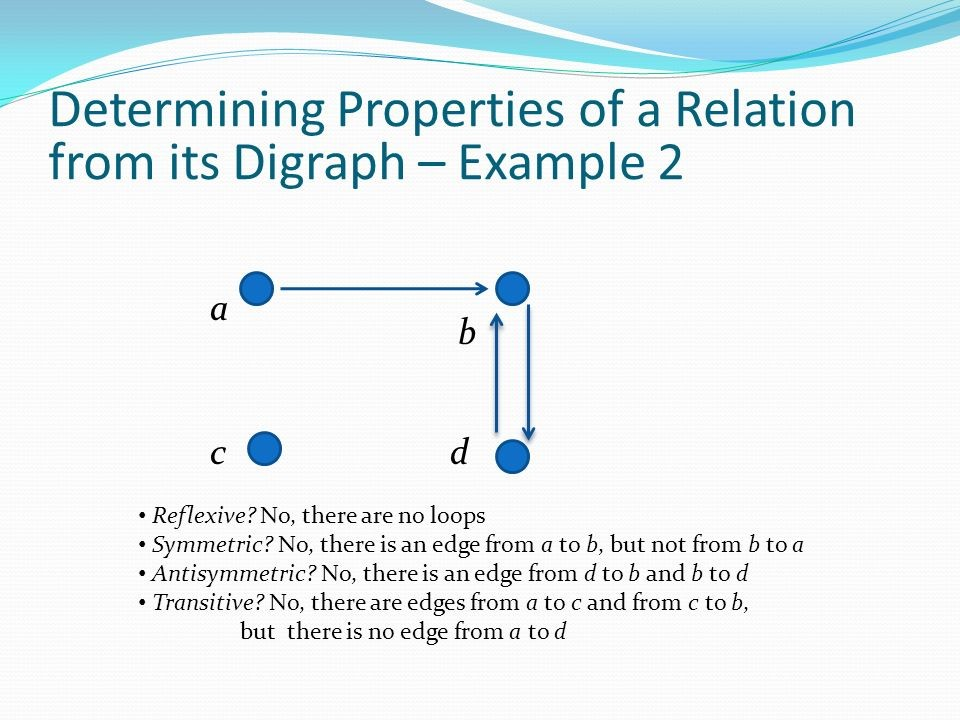 Determining Properties of a Relation
from its Digraph – Example 2
a
b
c
d
• Reflexive? No, there are no loops
• Symmetric? No, there is an edge from a to b, but not from b to a
• Antisymmetric? No, there is an edge from d to b and b to d
• Transitive? No, there are edges from a to c and from c to b,
but there is no edge from a to d